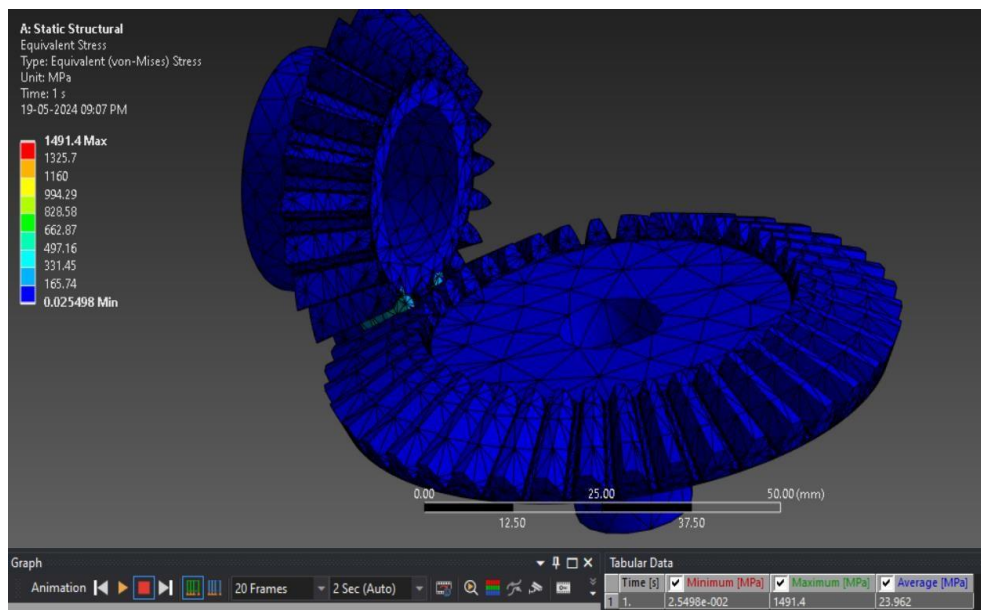 A: Static Structural
Equivalent Stress
Type: Equivalent (von-Mises) Stress
Unit: MPa
Time: 1 s
19-05-2024 09:07 PM
1491.4 Max
1325.7
1160
994.29
828.58
662.87
497.16
331.45
165.74
0.025498 Min
0.00 25.00 50.00 (mm)
12.50 37.50
Graph
Animation 20 Frames 2 Sec (Auto)
Tabular Data
Time [s] Minimum [MPa] Maximum [MPa] Average [MPa]
1 1. 2.5498e-002 1491.4 23.962